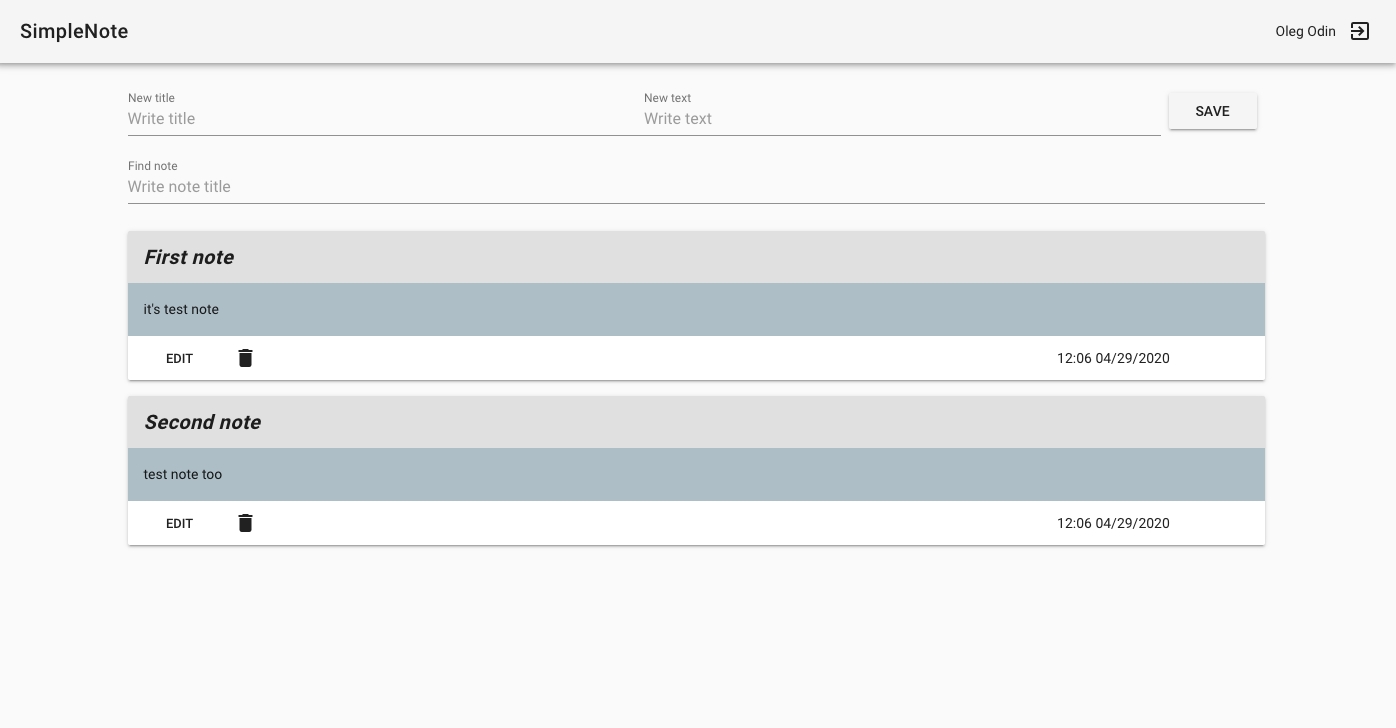 SimpleNote
Oleg Odin
New title
Write title
New text
Write text
SAVE
Find note
Write note title
First note
it's test note
EDIT
12:06 04/29/2020
Second note
test note too
EDIT
12:06 04/29/2020